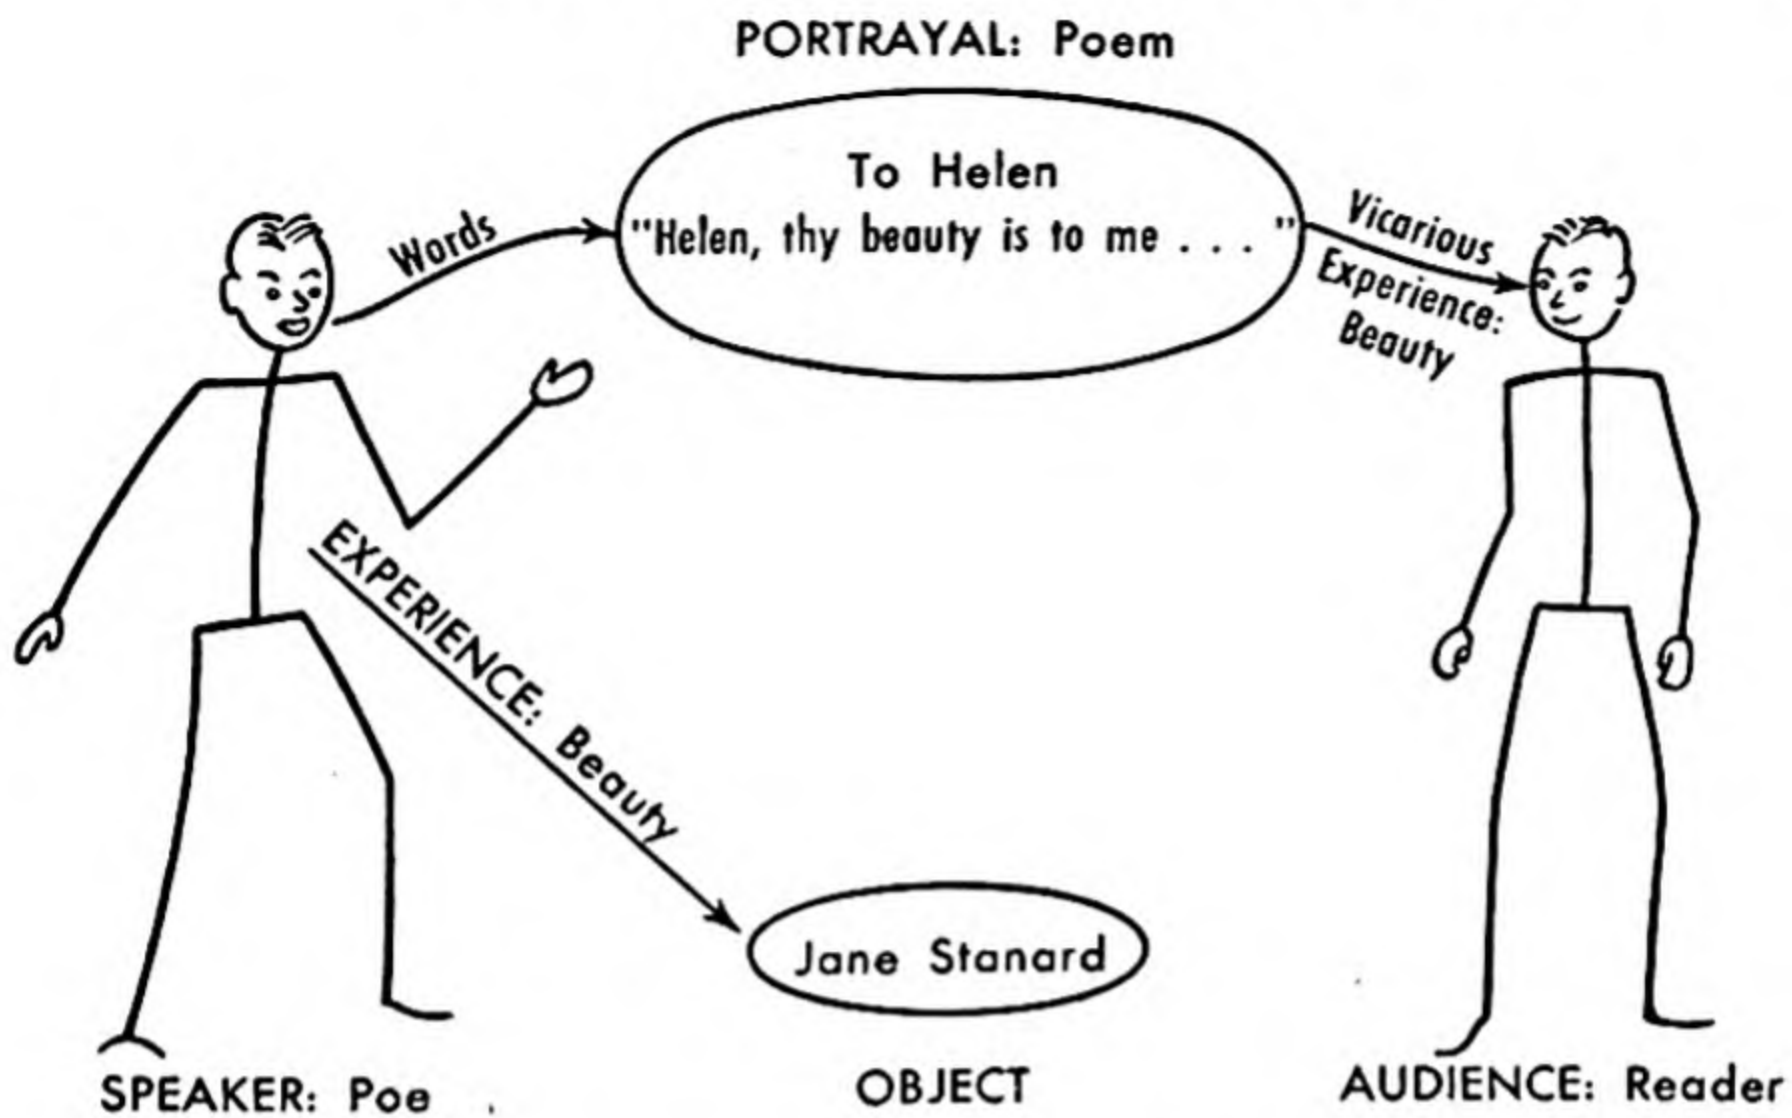 PORTRAYAL: Poem
To Helen
"Helen, thy beauty is to me . . . "
Words
Vicarious
Experience:
Beauty
EXPERIENCE: Beauty
Jane Stanard
SPEAKER: Poe
OBJECT
AUDIENCE: Reader